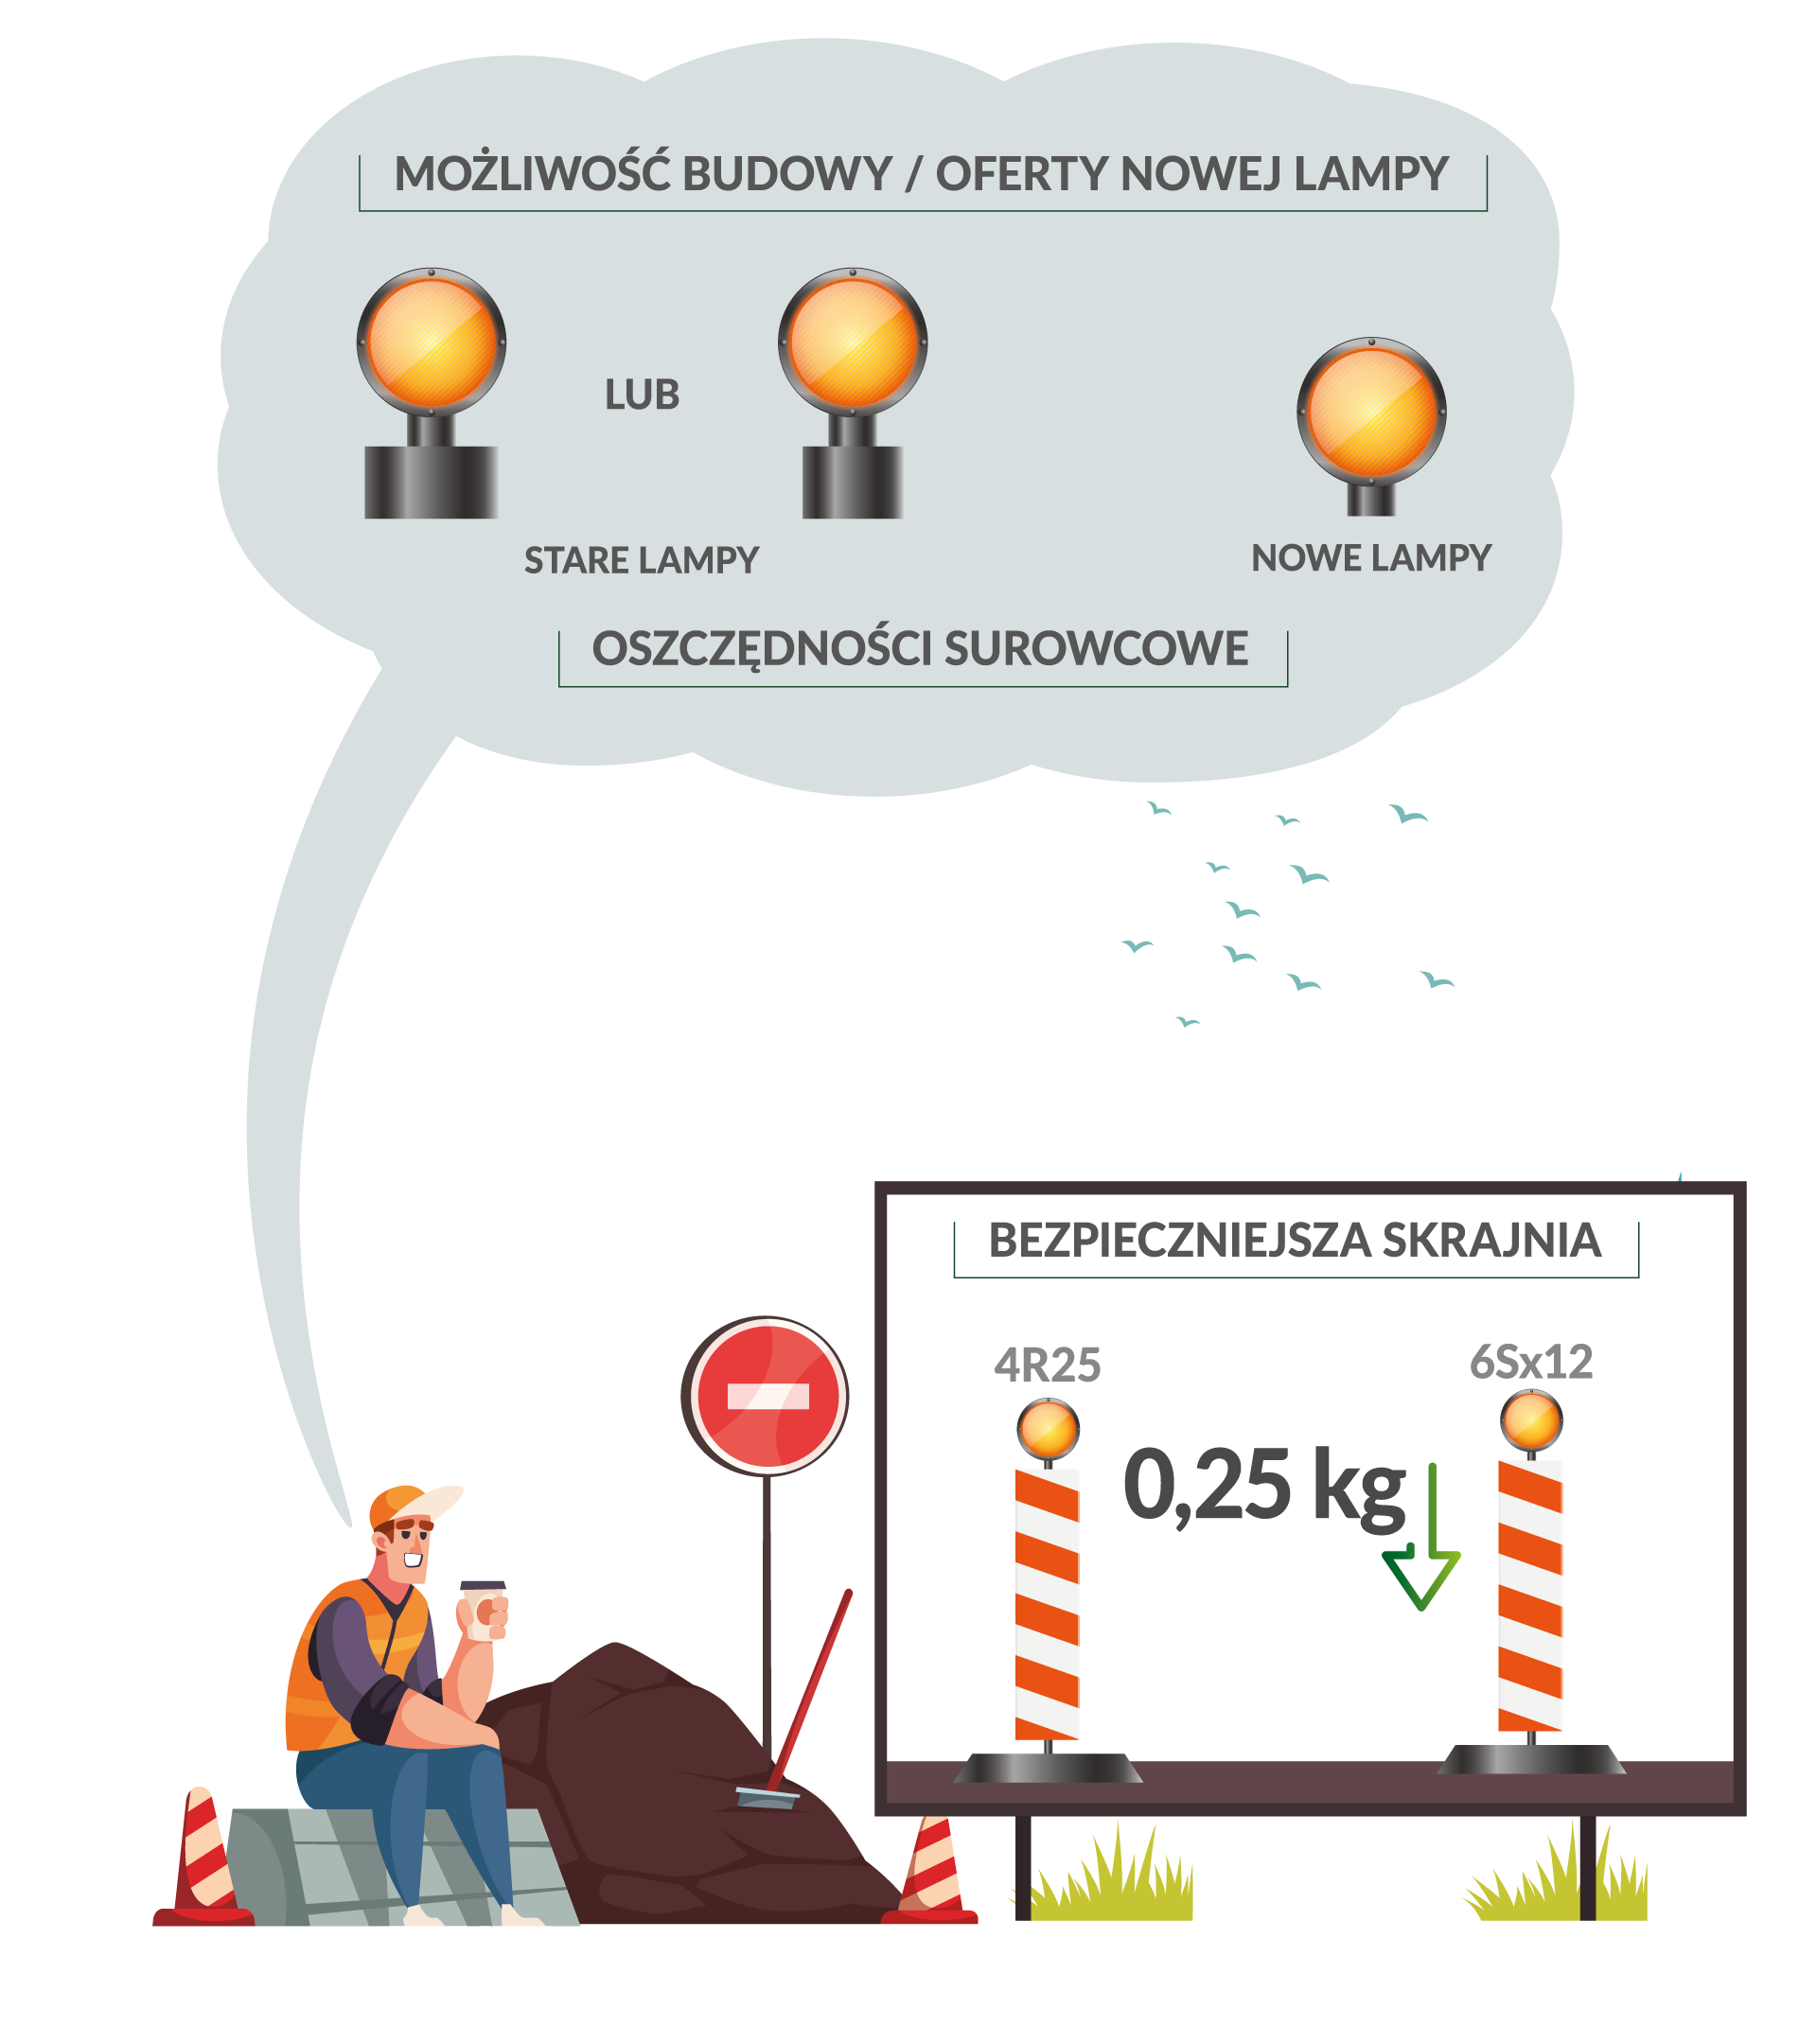 MOŻLIWOŚĆ BUDOWY / OFERTY NOWEJ LAMPY
LUB
STARE LAMPY
NOWE LAMPY
OSZCZĘDNOŚCI SUROWCOWE
BEZPIECZNIEJSZA SKRAJNIA
4R25
6Sx12
0,25 kg